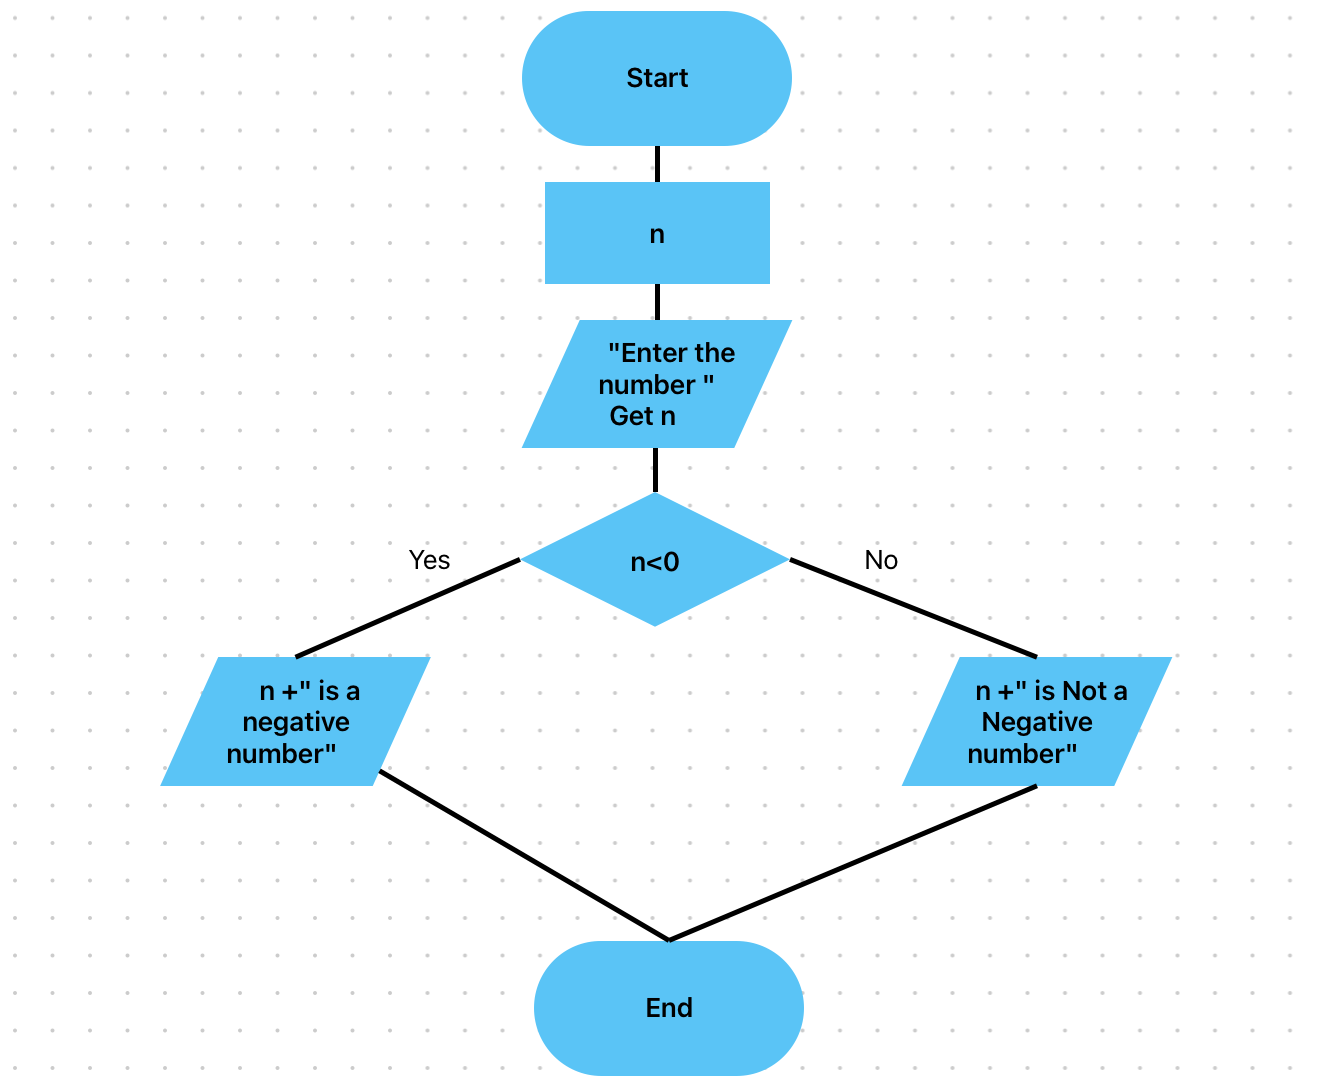 Start
n
"Enter the
number "
Get n
n<0
Yes
No
n +" is a
negative
number"
n +" is Not a
Negative
number"
End